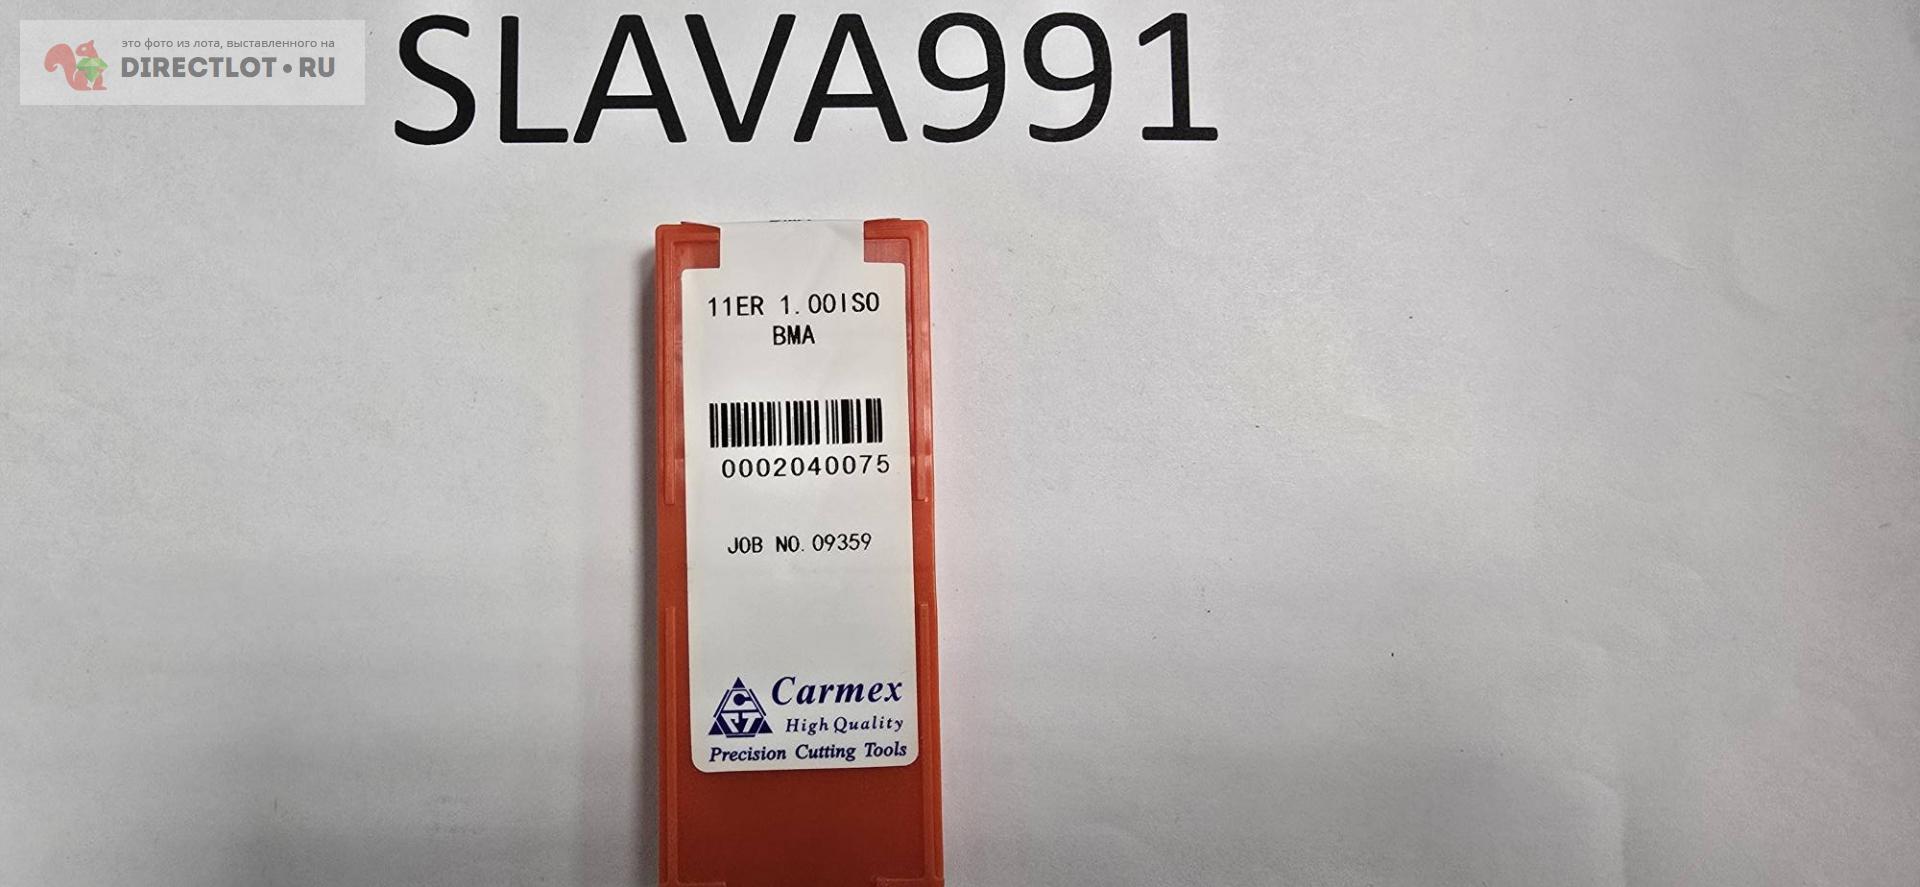 это фото из лота, выставленного на
DIRECTLOT•RU
SLAVA991
11ER 1.00ISO
BMA
0002040075
JOB NO. 09359
Carmex
High Quality
Precision Cutting Tools